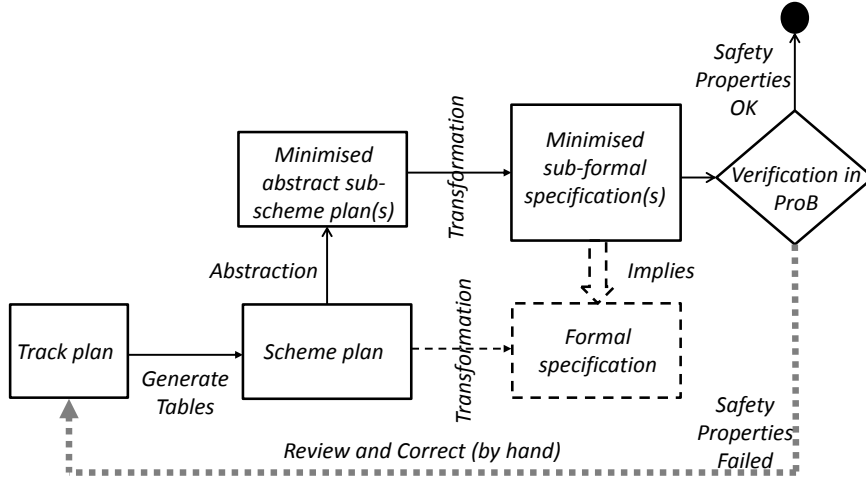 Safety
Properties
OK
Minimised
abstract sub-
scheme plan(s)
Transformation
Minimised
sub-formal
specification(s)
Verification in
ProB
Abstraction
Implies
Track plan
Generate
Tables
Scheme plan
Transformation
Formal
specification
Safety
Properties
Failed
Review and Correct (by hand)